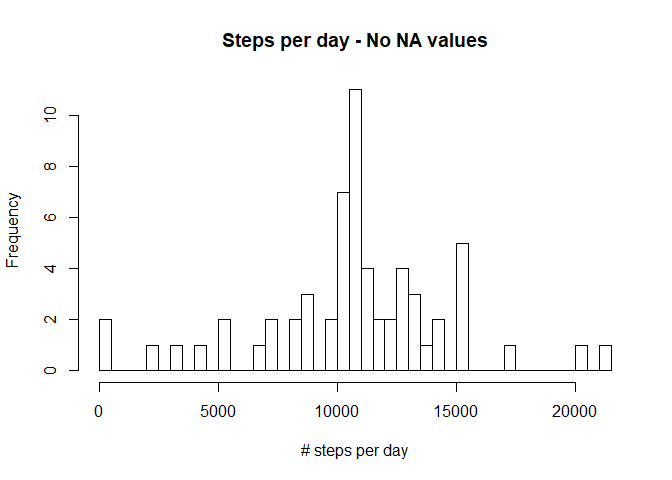 Steps per day - No NA values
Frequency
10
8
6
4
2
0
0 5000 10000 15000 20000
# steps per day